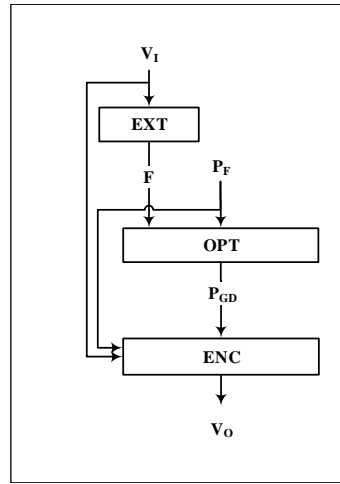 V_I
EXT
F
P_F
OPT
P_GD
ENC
V_O